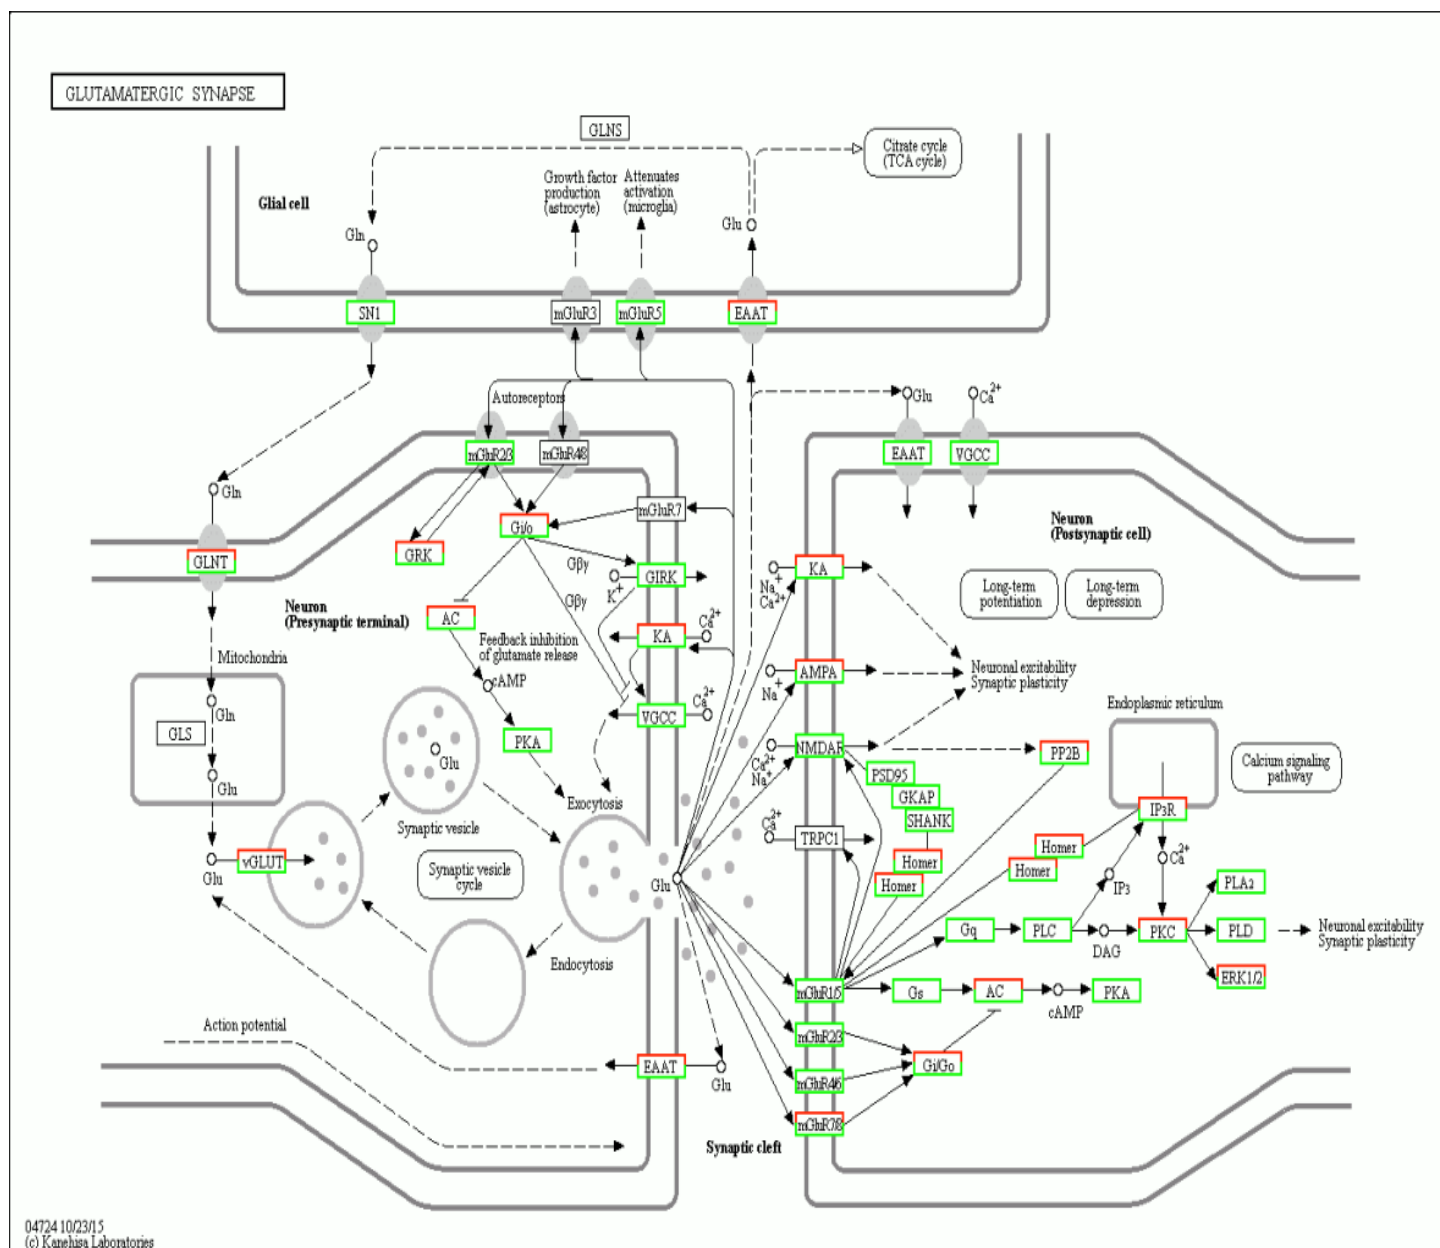 GLUTAMATERGIC SYNAPSE
GLNS
Citrate cycle
(TCA cycle)
Glial cell
Growth factor
production
(astrocyte)
Attenuates
activation
(microglia)
Gln
Glu
SN1
mGluR3
mGluR5
EAAT
Autoreceptors
Glu
Ca2+
mGluR2/3
mGluR4/8
EAAT
VGCC
Gln
mGluR7
Gi/o
Neuron
(Postsynaptic cell)
GLNT
GRK
Gβγ
GIRK
K+
KA
Na+
Ca2+
Long-term
potentiation
Long-term
depression
Neuron
(Presynaptic terminal)
AC
Gβγ
Feedback inhibition
of glutamate release
KA
Ca2+
Mitochondria
cAMP
AMPA
Na+
Neuronal excitability
Synaptic plasticity
Gln
GLS
Glu
Glu
PKA
VGCC
Ca2+
Endoplasmic reticulum
NMDAR
Ca2+
Na+
PP2B
Calcium signaling
pathway
PSD95
GKAP
SHANK
Exocytosis
IP3R
Synaptic vesicle
Ca2+
TRPC1
Homer
Homer
Homer
Homer
Ca2+
Glu
vGLUT
Synaptic vesicle
cycle
Glu
IP3
PLA2
Gq
PLC
DAG
PKC
PLD
Neuronal excitability
Synaptic plasticity
Endocytosis
ERK1/2
mGluR1/5
Gs
AC
cAMP
PKA
Action potential
mGluR2/3
EAAT
Glu
Gi/Go
mGluR4/6
mGluR7/8
Synaptic cleft
04724 10/23/15
(c) Kanehisa Laboratories